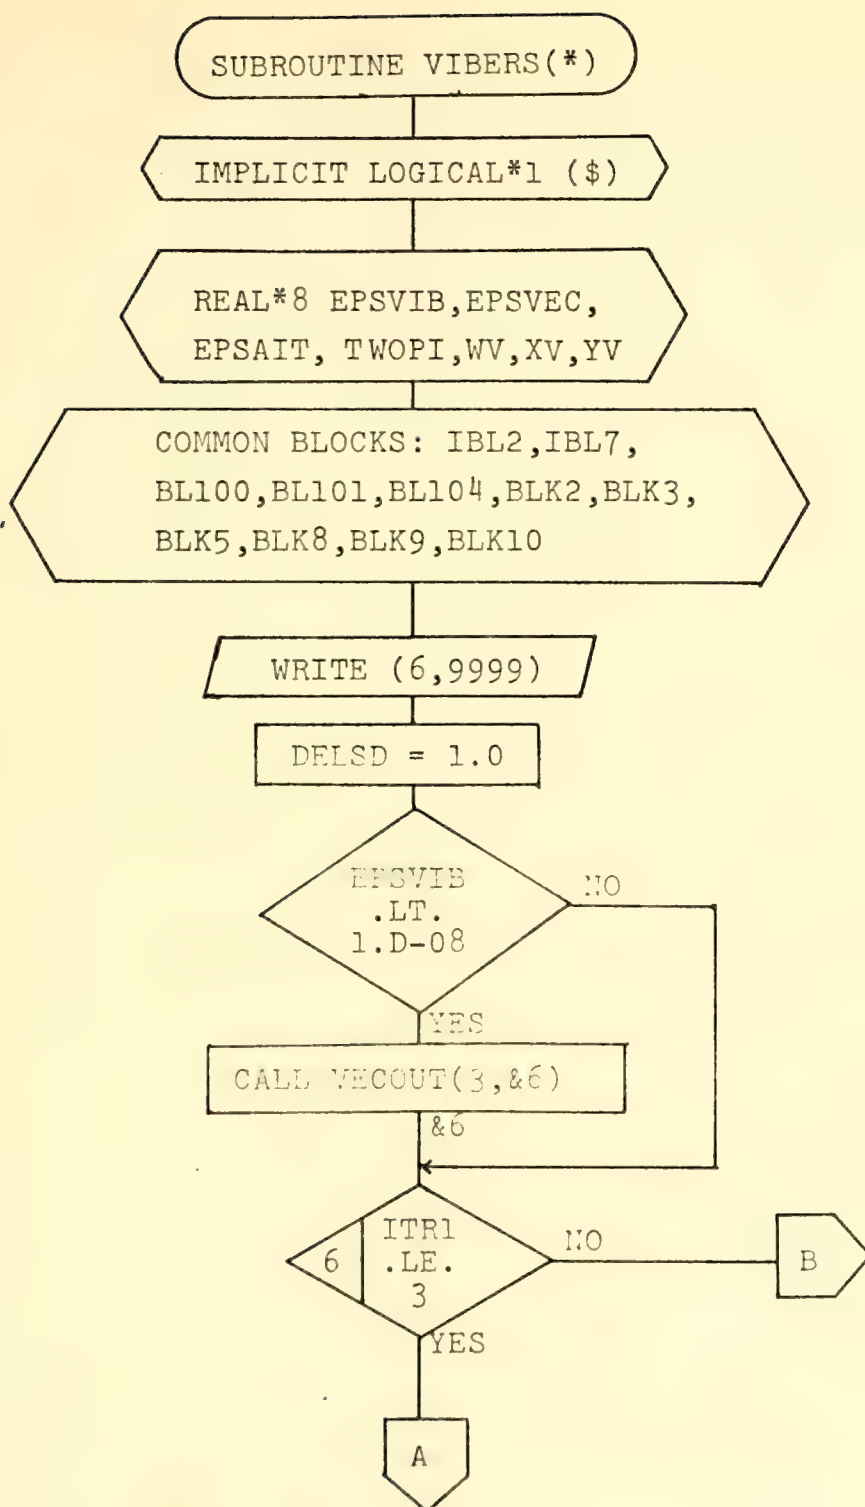 SUBROUTINE VIBERS(*)
IMPLICIT LOGICAL*1 ($)
REAL*8 EPSVIB,EPSVEC,
EPSAIT, TWOPI,WV,XV,YV
COMMON BLOCKS: IBL2,IBL7,
BL100,BL101,BL104,BLK2,BLK3,
BLK5,BLK8,BLK9,BLK10
WRITE (6,9999)
DELSD = 1.0
EPSVIB
.LT.
1.D-08
NO
YES
CALL VECOUT(3,&6)
&6
6
ITR1
.LE.
3
NO
B
YES
A